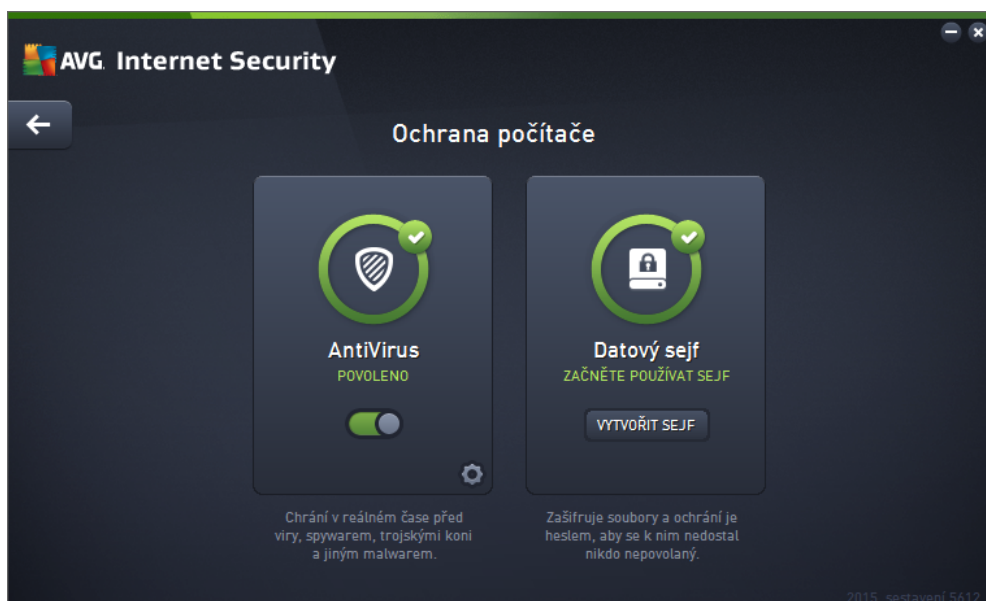 AVG Internet Security
Ochrana počítače
AntiVirus
POVOLENO
Chrání v reálném čase před
viry, spywarem, trojskými koni
a jiným malwarem.
Datový sejf
ZAČNĚTE POUŽÍVAT SEJF
VYTVOŘIT SEJF
Zašifruje soubory a ochrání je
heslem, aby se k nim nedostal
nikdo nepovolaný.
2015, sestavení 5612